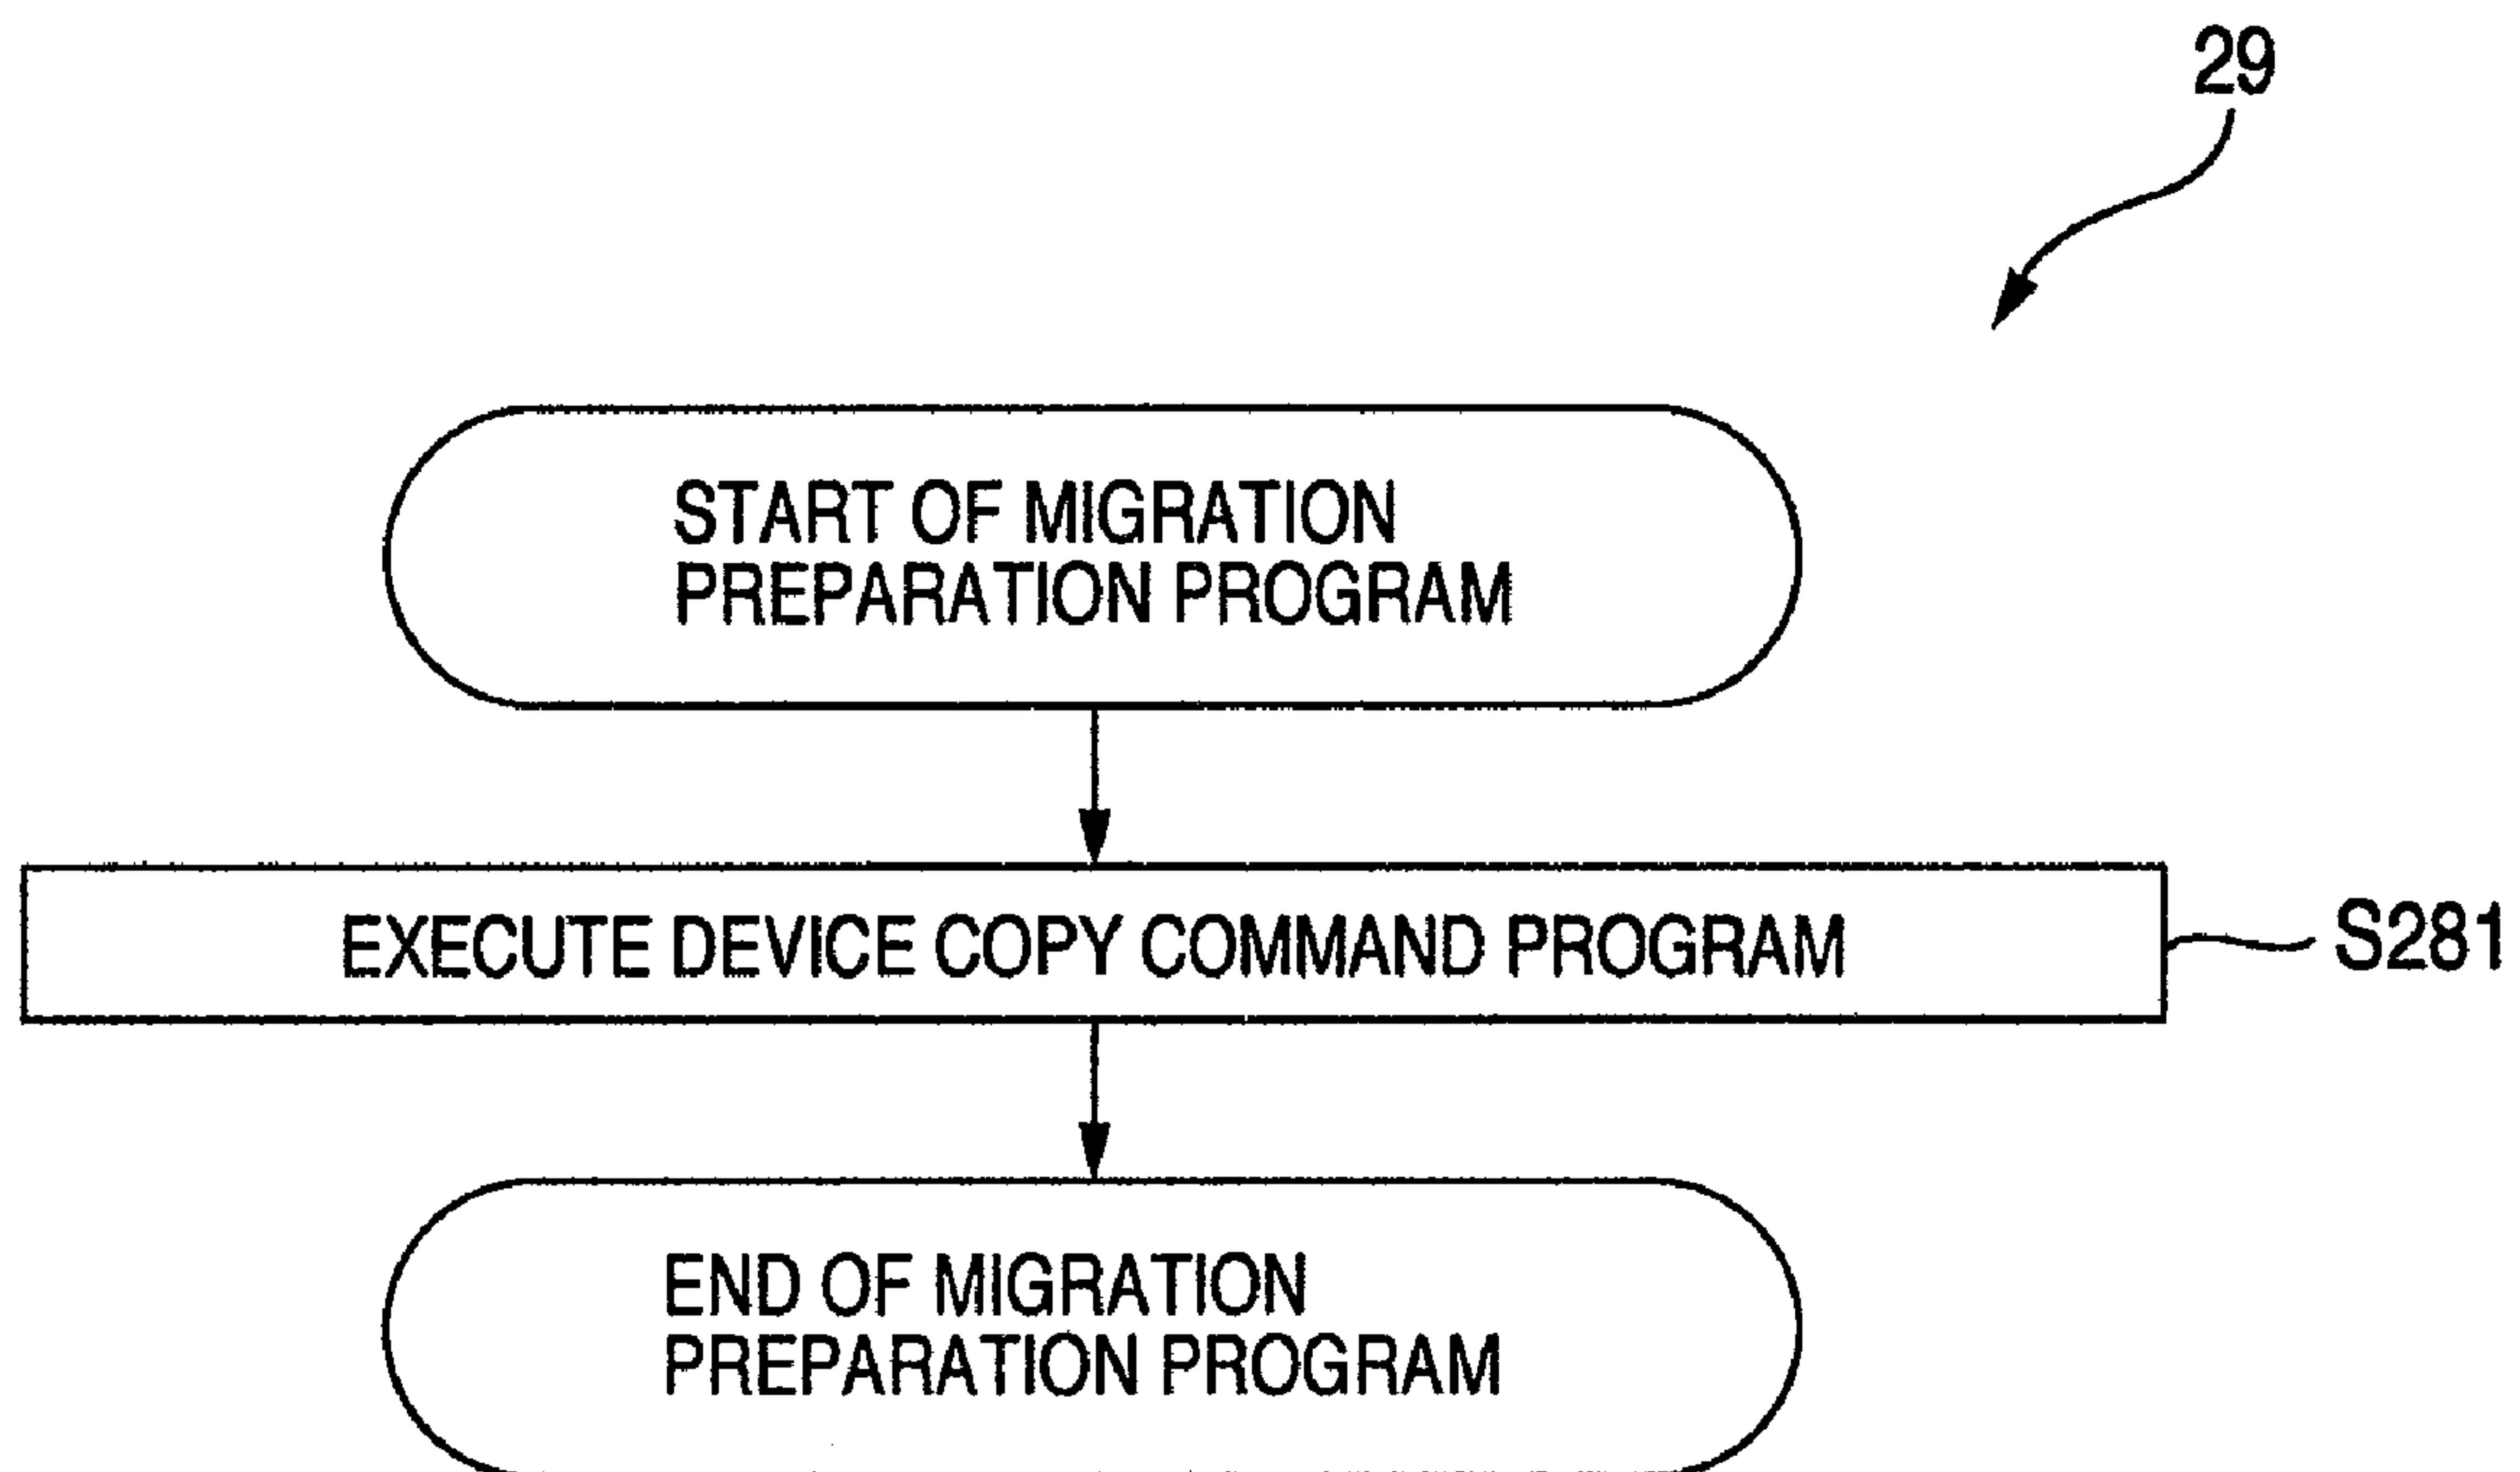 29
START OF MIGRATION
PREPARATION PROGRAM
EXECUTE DEVICE COPY COMMAND PROGRAM
S281
END OF MIGRATION
PREPARATION PROGRAM